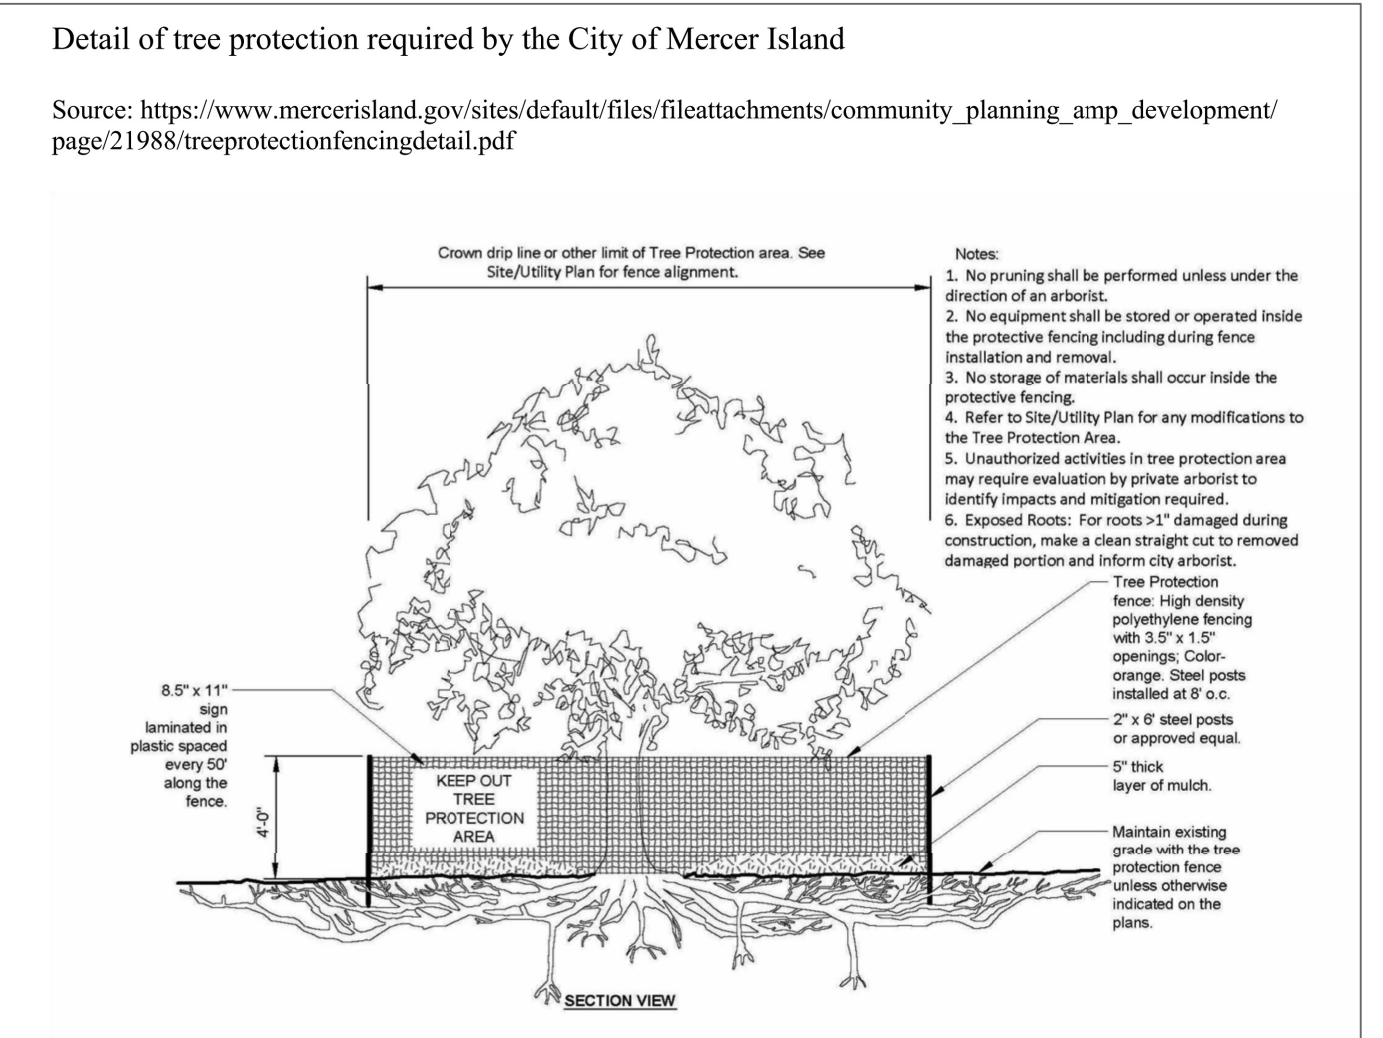 Detail of tree protection required by the City of Mercer Island
Source: https://www.mercerisland.gov/sites/default/files/fileattachments/community_planning_amp_development/
page/21988/treeprotectionfencingdetail.pdf
Crown drip line or other limit of Tree Protection area. See
Site/Utility Plan for fence alignment.
Notes:
1. No pruning shall be performed unless under the
direction of an arborist.
2. No equipment shall be stored or operated inside
the protective fencing including during fence
installation and removal.
3. No storage of materials shall occur inside the
protective fencing.
4. Refer to Site/Utility Plan for any modifications to
the Tree Protection Area.
5. Unauthorized activities in tree protection area
may require evaluation by private arborist to
identify impacts and mitigation required.
6. Exposed Roots: For roots >1" damaged during
construction, make a clean straight cut to removed
damaged portion and inform city arborist.
Tree Protection
fence: High density
polyethylene fencing
with 3.5" x 1.5"
openings; Color-
orange. Steel posts
installed at 8' o.c.
2" x 6' steel posts
or approved equal.
5" thick
layer of mulch.
Maintain existing
grade with the tree
protection fence
unless otherwise
indicated on the
plans.
8.5" x 11"
sign
laminated in
plastic spaced
every 50'
along the
fence.
4'-0"
KEEP OUT
TREE
PROTECTION
AREA
SECTION VIEW